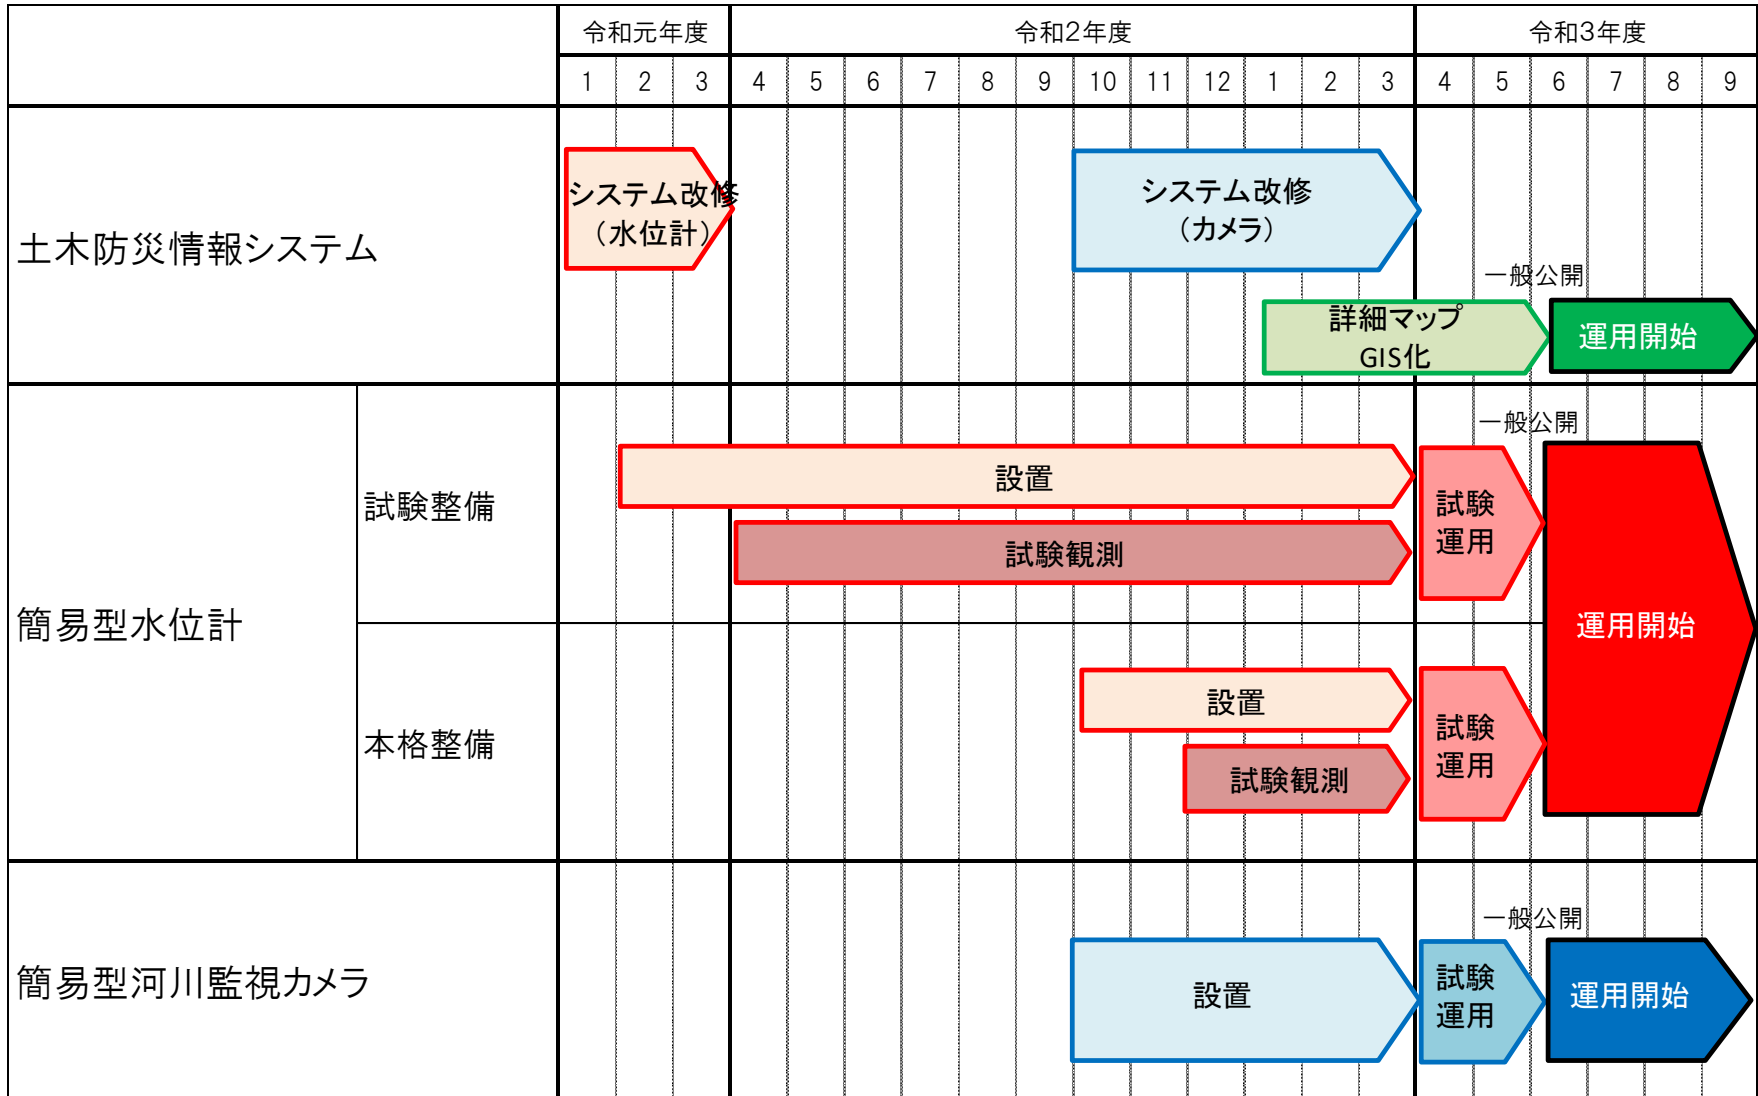 令和元年度 令和2年度 令和3年度
1 2 3 4 5 6 7 8 9 10 11 12 1 2 3 4 5 6 7 8 9
土木防災情報システム
システム改修
（水位計）
システム改修
（カメラ）
一般公開
詳細マップ
GIS化
運用開始
簡易型水位計
試験整備
設置
試験観測
試験
運用
一般公開
運用開始
本格整備
設置
試験観測
試験
運用
簡易型河川監視カメラ
設置
試験
運用
一般公開
運用開始